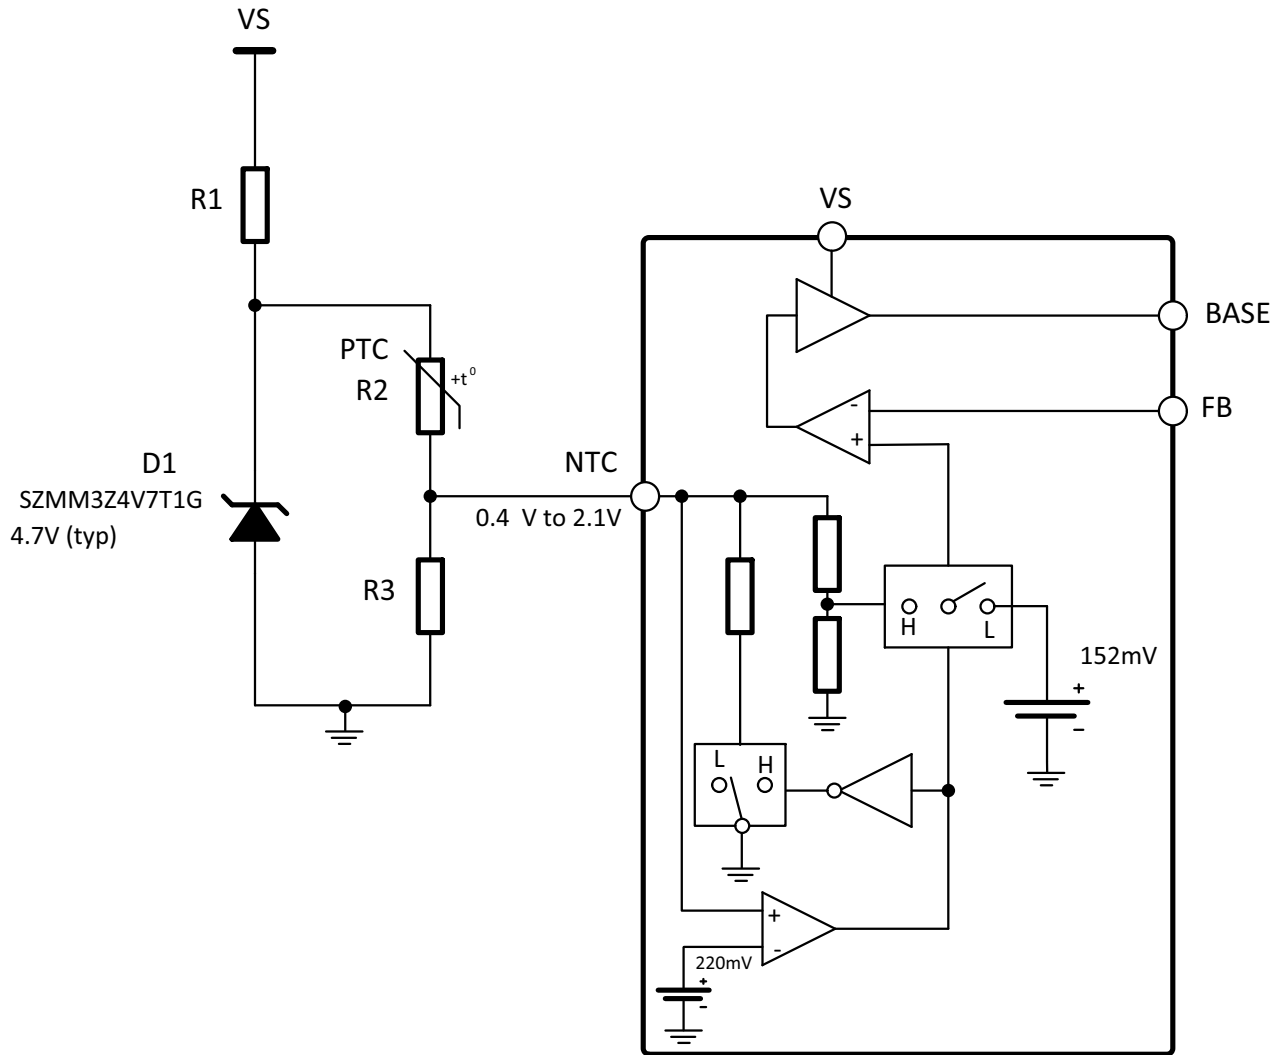 VS
R1
VS
BASE
PTC
R2
+t⁰
-
FB
+
D1
SZMM3Z4V7T1G
4.7V (typ)
NTC
0.4 V to 2.1V
R3
H
L
152mV
+
-
L
H
+
-
220mV
+
-